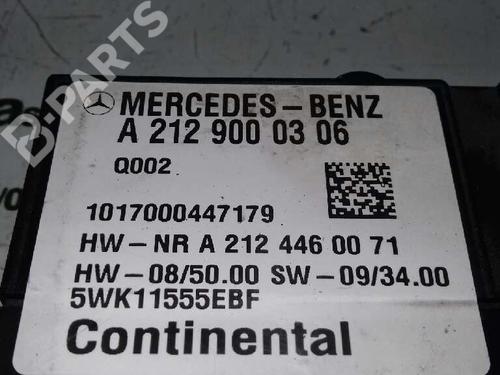 B-PARTS
MERCEDES-BENZ
A 212 900 03 06
Q002
1017000447179
HW-NR A 212 446 00 71
HW-08/50.00 SW-09/34.00
5WK11555EBF
Continental